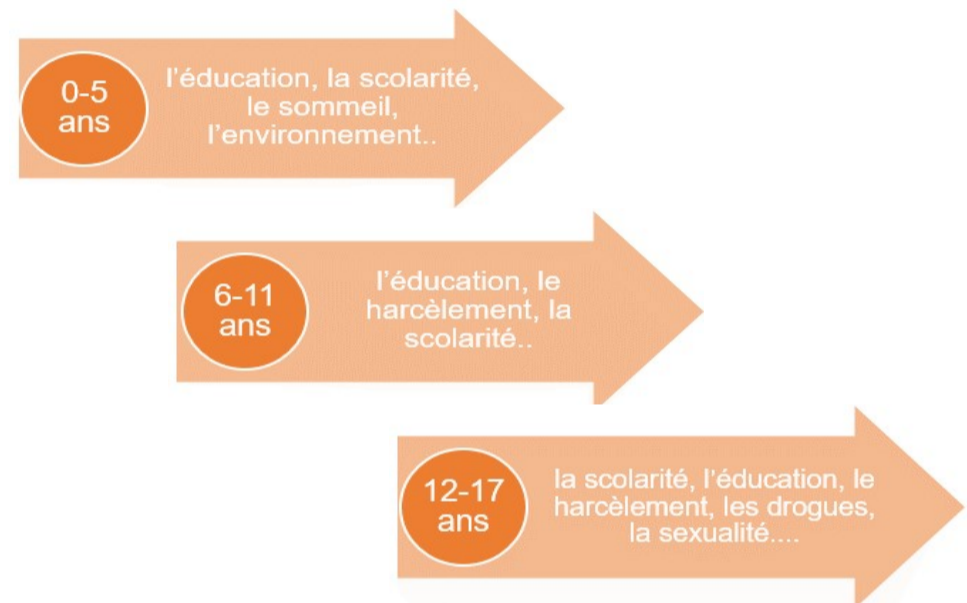 0-5
ans
l'éducation, la scolarité,
le sommeil,
l'environnement..
6-11
ans
l'éducation, le
harcèlement, la
scolarité..
12-17
ans
la scolarité, l'éducation, le
harcèlement, les drogues,
la sexualité....